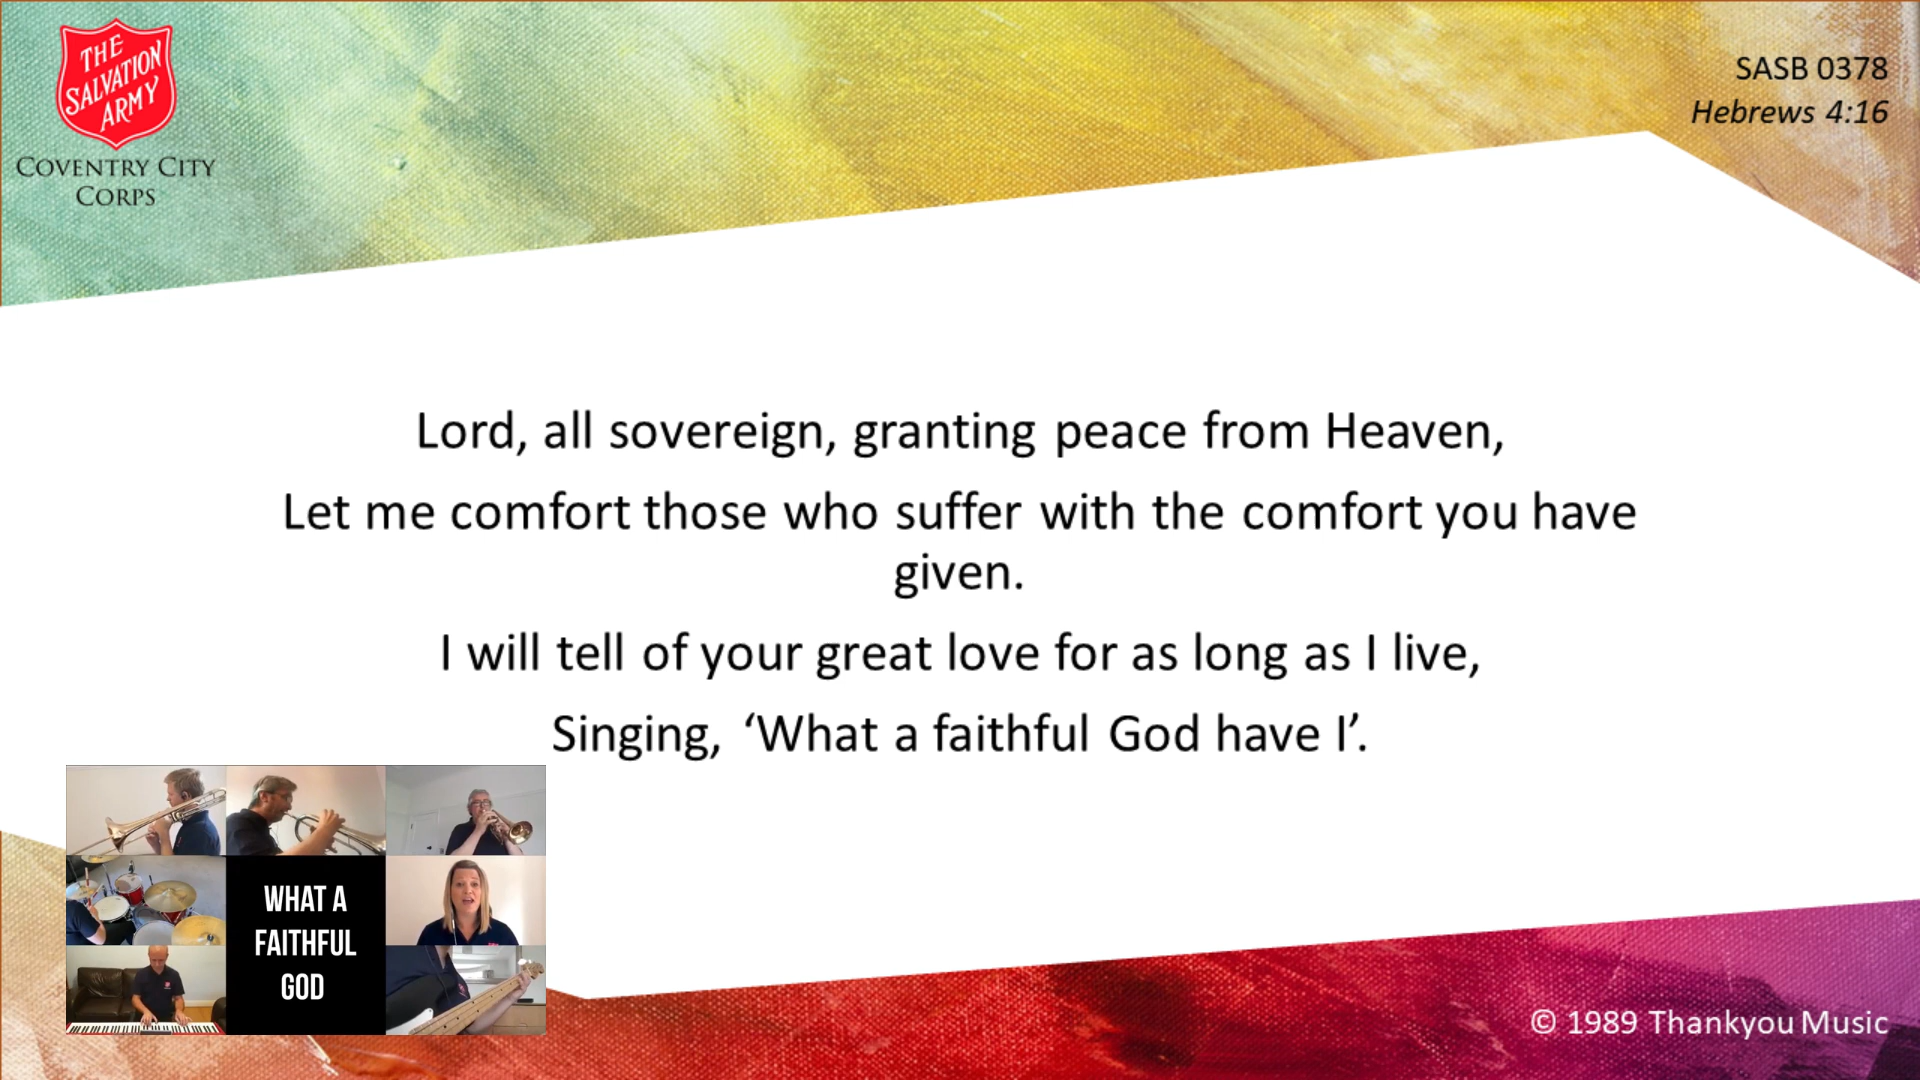 THE
SALVATION
ARMY
COVENTRY CITY
CORPS
SASB 0378
Hebrews 4:16
Lord, all sovereign, granting peace from Heaven,
Let me comfort those who suffer with the comfort you have
given.
I will tell of your great love for as long as I live,
Singing, ‘What a faithful God have I’.
WHAT A
FAITHFUL
GOD
© 1989 Thankyou Music